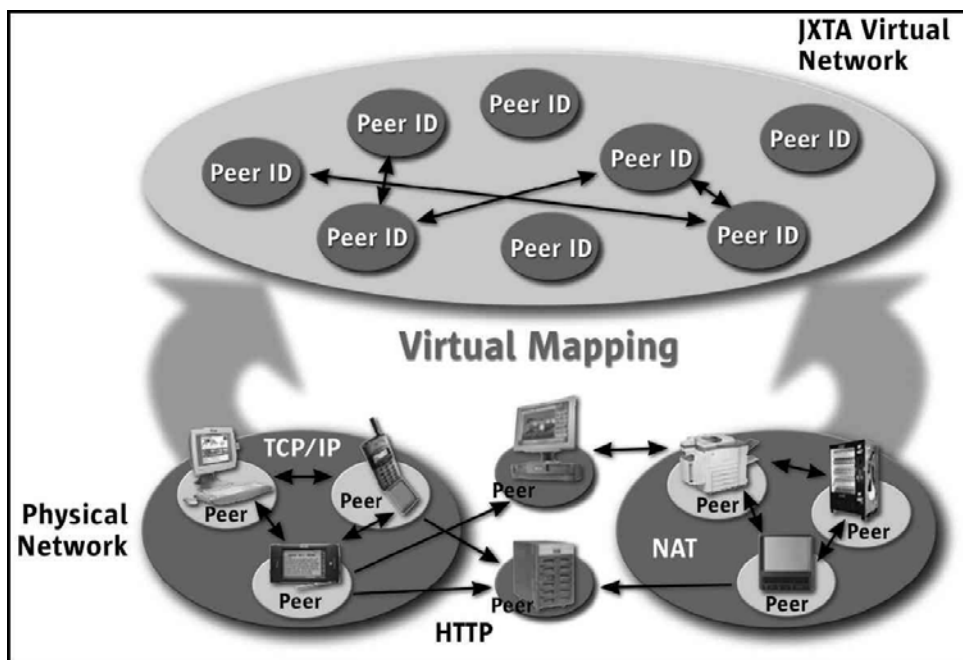 JXTA Virtual
Network
Peer ID
Peer ID
Peer ID
Peer ID
Peer ID
Peer ID
Peer ID
Peer ID
Virtual Mapping
TCP/IP
Peer
Peer
Peer
Physical
Network
Peer
Peer
HTTP
Peer
Peer
NAT
Peer